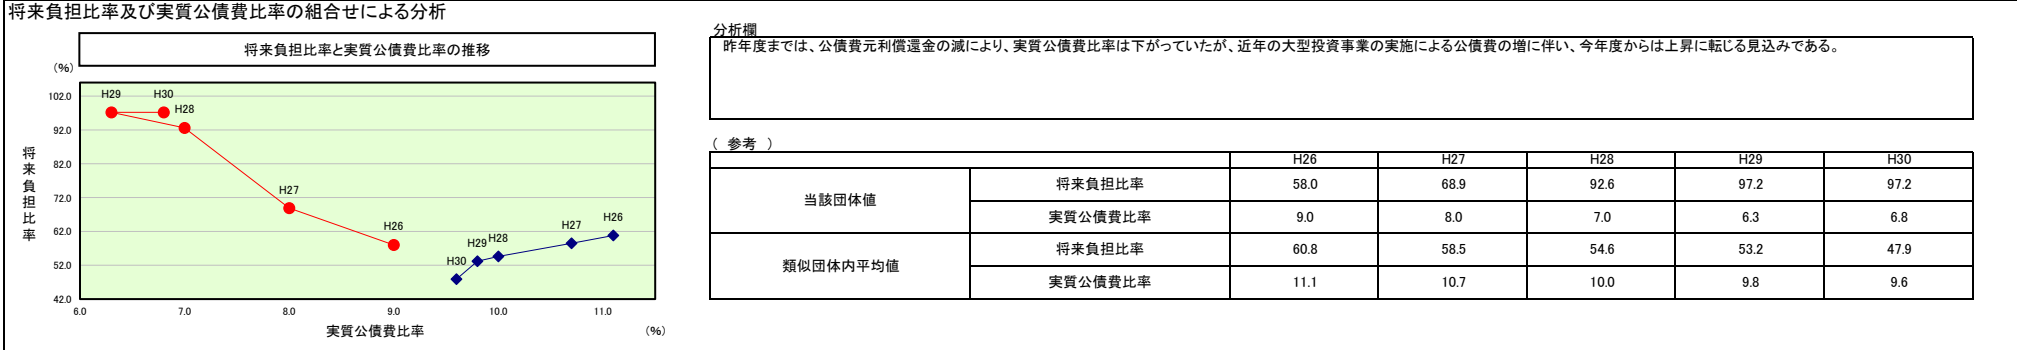 将来負担比率及び実質公債費比率の組合せによる分析
将来負担比率と実質公債費比率の推移
(%)
102.0
92.0
82.0
72.0
62.0
52.0
42.0
将来負担比率
H29
H30
H28
H27
H26
H30
H29
H28
H27
H26
6.0
7.0
8.0
9.0
10.0
11.0
実質公債費比率
(%)
分析欄
昨年度までは、公債費元利償還金の減により、実質公債費比率は下がっていたが、近年の大型投資事業の実施による公債費の増に伴い、今年度からは上昇に転じる見込みである。
( 参考 )
H26 H27 H28 H29 H30
当該団体値
将来負担比率 58.0 68.9 92.6 97.2 97.2
実質公債費比率 9.0 8.0 7.0 6.3 6.8
類似団体内平均値
将来負担比率 60.8 58.5 54.6 53.2 47.9
実質公債費比率 11.1 10.7 10.0 9.8 9.6